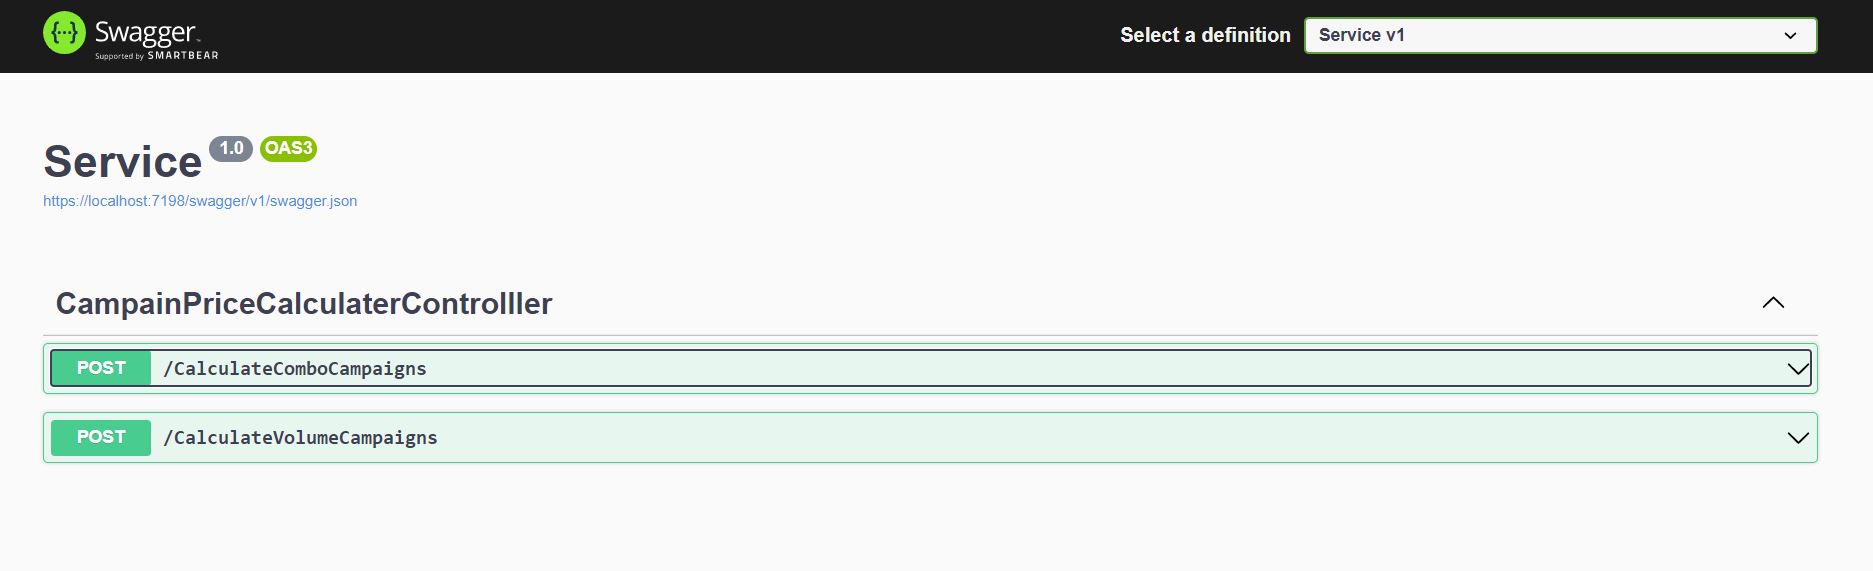 {···} Swagger™
Supported by SMARTBEAR
Select a definition
Service v1
Service 1.0 OAS3
https://localhost:7198/swagger/v1/swagger.json
CampainPriceCalculaterControlller
POST /CalculateComboCampaigns
POST /CalculateVolumeCampaigns